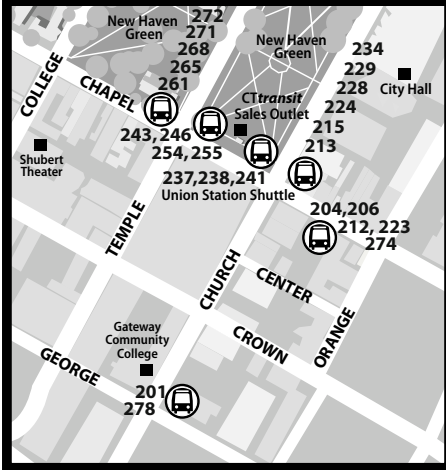 New Haven
Green
272
271
268
265
261
New Haven
Green
234
229
228
224
215
213
City Hall
COLLEGE
CHAPEL
CTtransit
Sales Outlet
243, 246
254, 255
Shubert
Theater
237,238,241
Union Station Shuttle
204,206
212, 223
274
TEMPLE
CHURCH
CENTER
CROWN
ORANGE
GEORGE
Gateway
Community
College
201
278